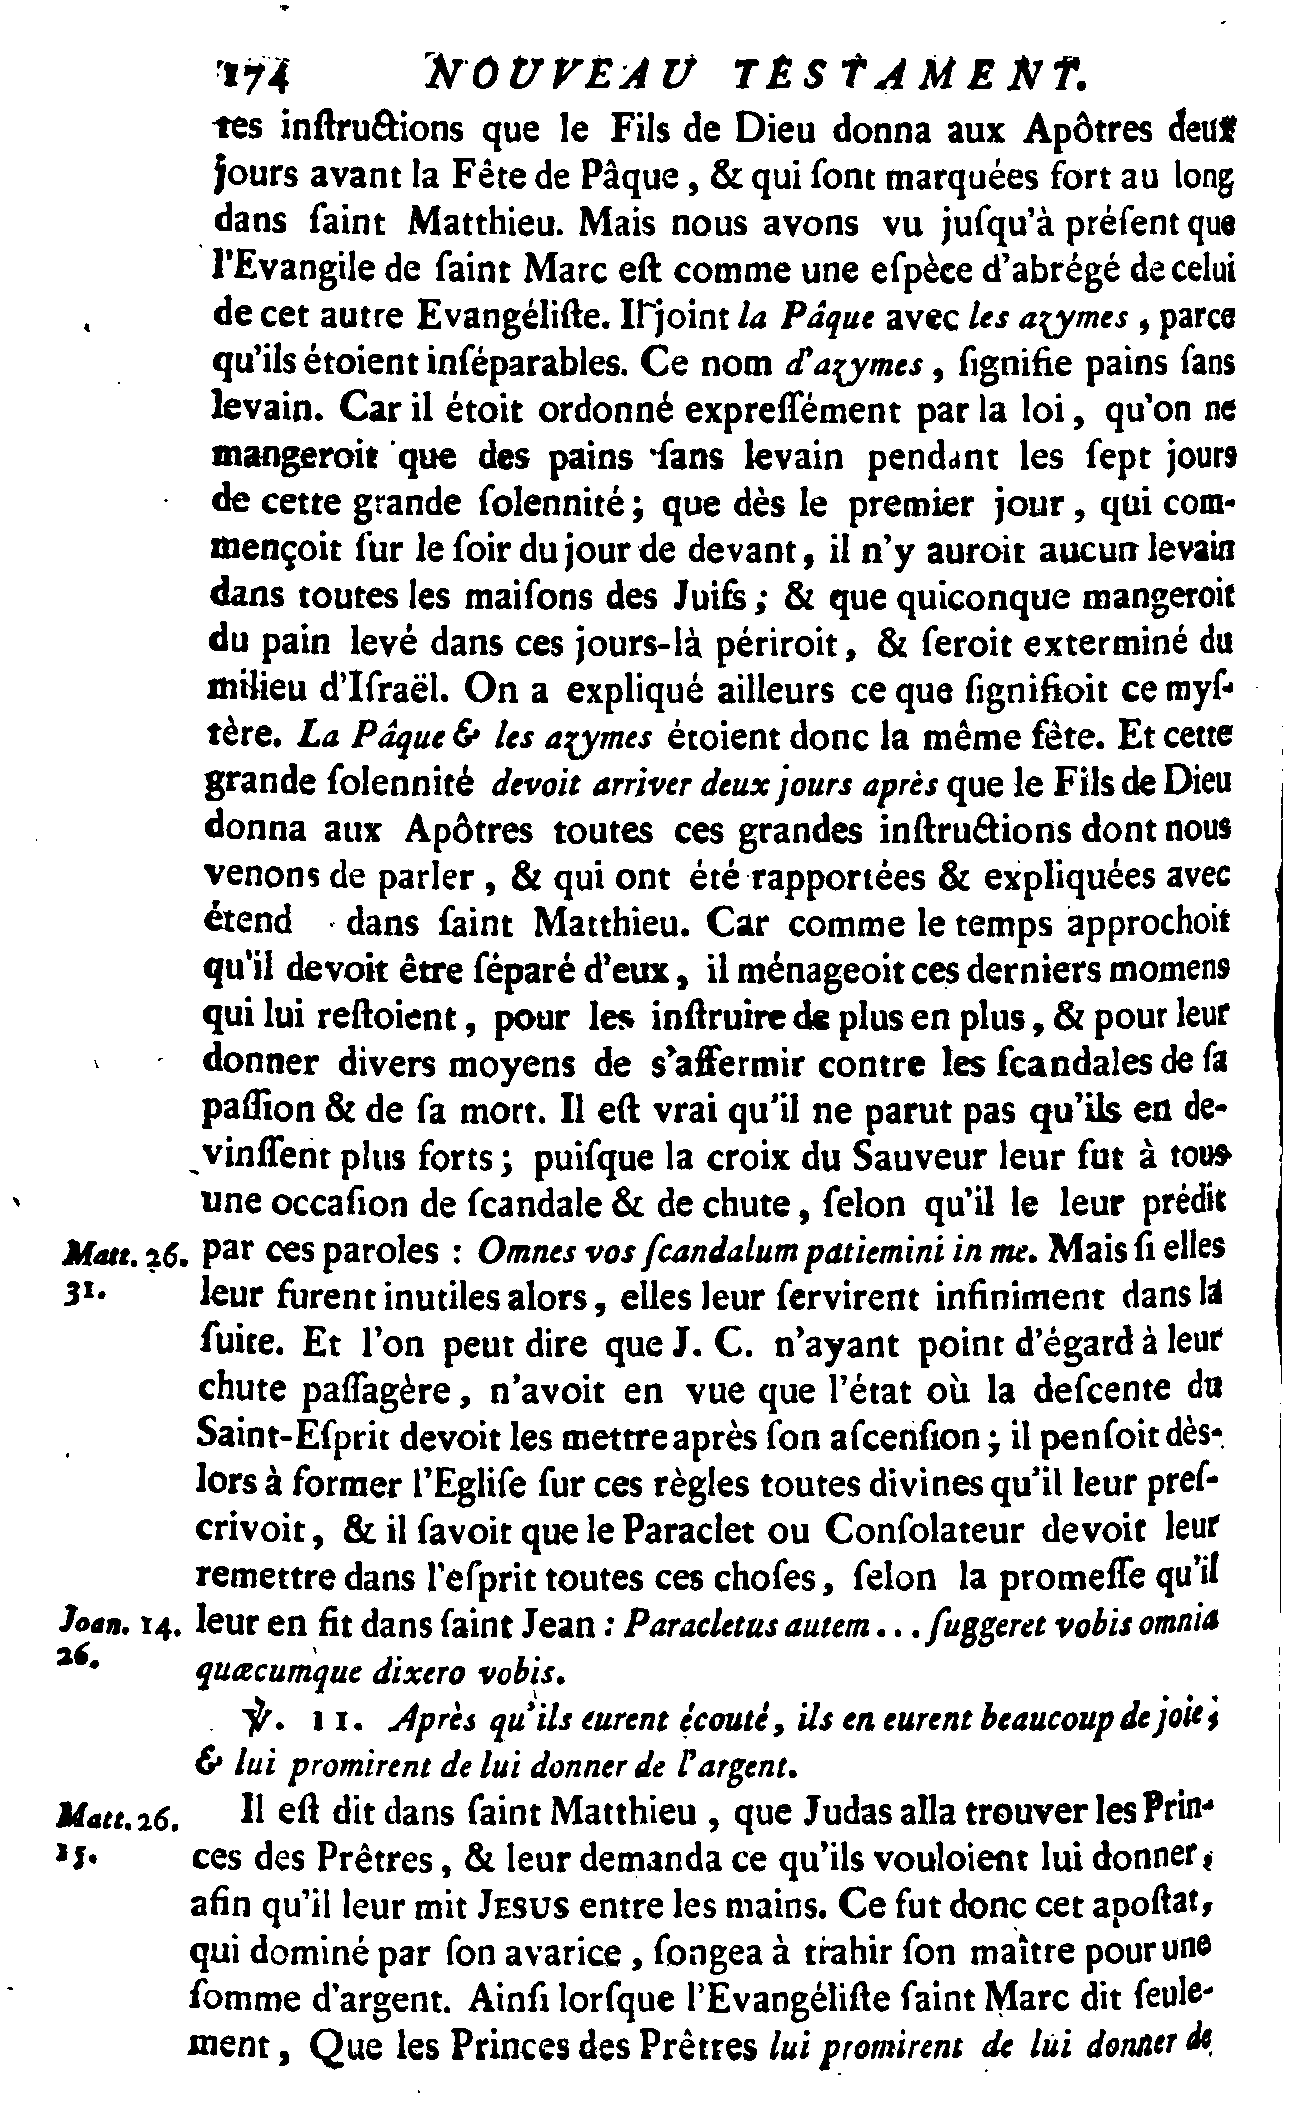 174 NOUVEAU TESTAMENT.
tes inſtructions que le Fils de Dieu donna aux Apôtres deux
jours avant la Fête de Pâque, & qui ſont marquées fort au long
dans ſaint Matthieu. Mais nous avons vu juſqu'à préſent que
l'Evangile de ſaint Marc eſt comme une eſpèce d'abrégé de celui
de cet autre Evangéliſte. Il joint la Pâque avec les azymes, parce
qu'ils étoient inſéparables. Ce nom d'azymes, ſignifie pains ſans
levain. Car il étoit ordonné expreſſément par la loi, qu'on ne
mangeroit que des pains ſans levain pendant les ſept jours
de cette grande ſolennité; que dès le premier jour, qui com-
mençoit ſur le ſoir du jour de devant, il n'y auroit aucun levain
dans toutes les maiſons des Juifs; & que quiconque mangeroit
du pain levé dans ces jours-là périroit, & ſeroit exterminé du
milieu d'Iſraël. On a expliqué ailleurs ce que ſignifioit ce myſ-
tère. La Pâque & les azymes étoient donc la même fête. Et cette
grande ſolennité devoit arriver deux jours après que le Fils de Dieu
donna aux Apôtres toutes ces grandes inſtructions dont nous
venons de parler, & qui ont été rapportées & expliquées avec
étend dans ſaint Matthieu. Car comme le temps approchoit
qu'il devoit être ſéparé d'eux, il ménageoit ces derniers momens
qui lui reſtoient, pour les inſtruire de plus en plus, & pour leur
donner divers moyens de s'affermir contre les ſcandales de ſa
paſſion & de ſa mort. Il eſt vrai qu'il ne parut pas qu'ils en de-
vinſſent plus forts; puiſque la croix du Sauveur leur fut à tous
une occaſion de ſcandale & de chute, ſelon qu'il le leur prédit
Matt. 26. par ces paroles : Omnes vos ſcandalum patiemini in me. Mais ſi elles
31. leur furent inutiles alors, elles leur ſervirent infiniment dans la
ſuite. Et l'on peut dire que J. C. n'ayant point d'égard à leur
chute paſſagère, n'avoit en vue que l'état où la deſcente du
Saint-Eſprit devoit les mettre après ſon aſcenſion; il penſoit dès-
lors à former l'Egliſe ſur ces règles toutes divines qu'il leur preſ-
crivoit, & il ſavoit que le Paraclet ou Conſolateur devoit leur
remettre dans l'eſprit toutes ces choſes, ſelon la promeſſe qu'il
Joan. 14. leur en fit dans ſaint Jean : Paracletus autem... ſuggeret vobis omnia
26. quæcumque dixero vobis.
℣. 11. Après qu'ils eurent écouté, ils en eurent beaucoup de joie;
& lui promirent de lui donner de l'argent.
Matt. 26. Il eſt dit dans ſaint Matthieu, que Judas alla trouver les Prin-
15. ces des Prêtres, & leur demanda ce qu'ils vouloient lui donner,
afin qu'il leur mit JESUS entre les mains. Ce fut donc cet apoſtat,
qui dominé par ſon avarice, ſongea à trahir ſon maître pour une
ſomme d'argent. Ainſi lorſque l'Evangéliſte ſaint Marc dit ſeule-
ment, Que les Princes des Prêtres lui promirent de lui donner de